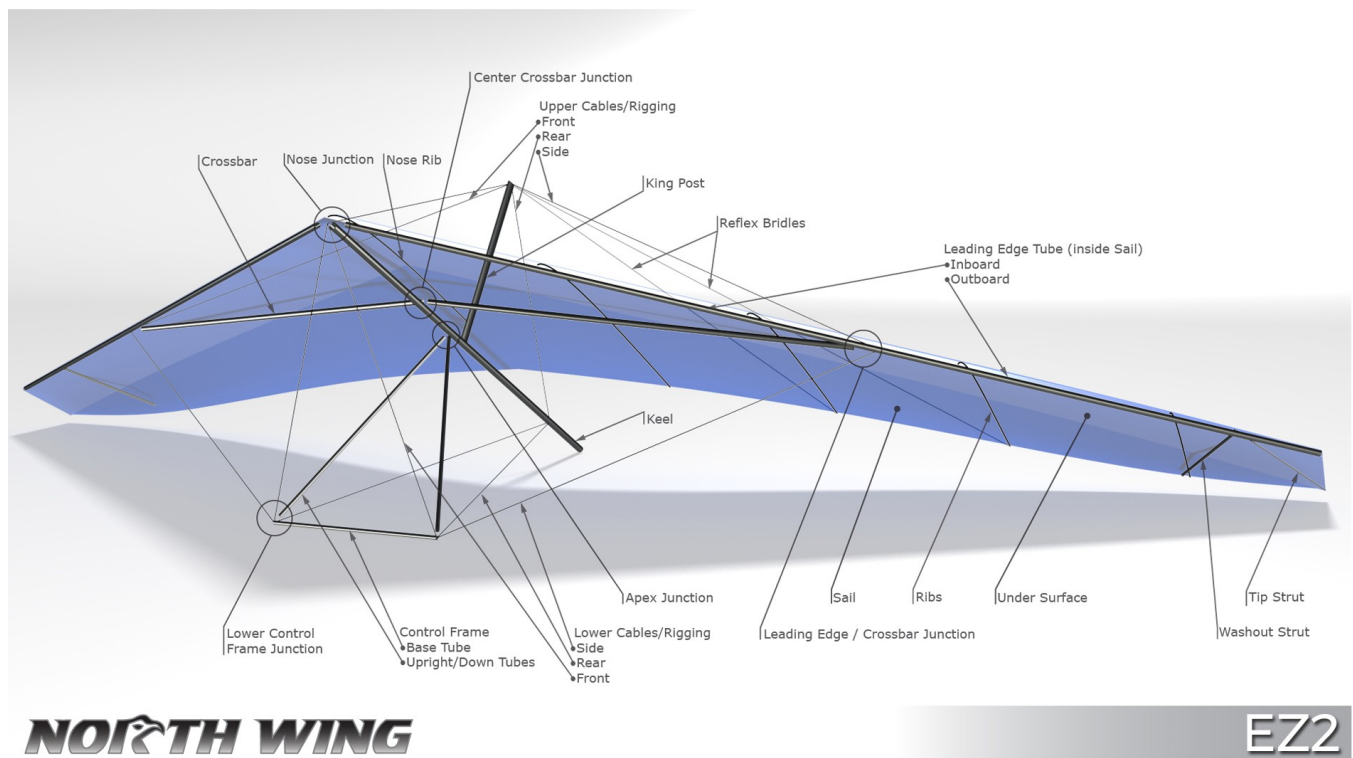 Center Crossbar Junction
Upper Cables/Rigging
Front
Rear
Side
Crossbar
Nose Junction
Nose Rib
King Post
Reflex Bridles
Leading Edge Tube (inside Sail)
Inboard
Outboard
Keel
Apex Junction
Sail
Ribs
Under Surface
Tip Strut
Lower Control
Frame Junction
Control Frame
Base Tube
Upright/Down Tubes
Lower Cables/Rigging
Side
Rear
Front
Leading Edge / Crossbar Junction
Washout Strut
NORTH WING
EZ2